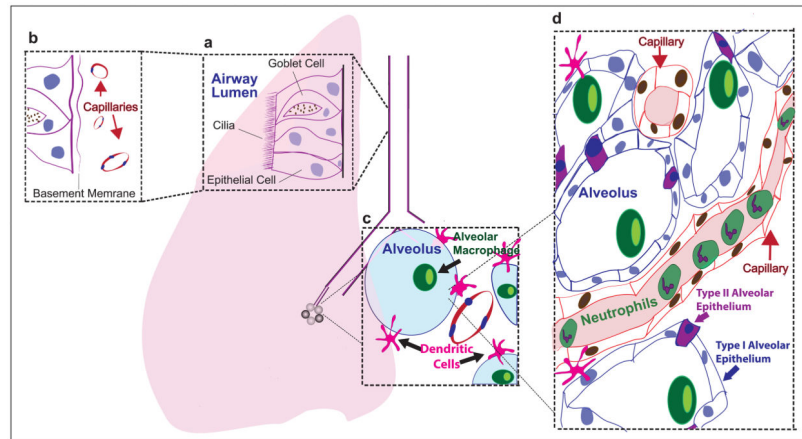 b
Capillaries
Basement Memrane
a
Airway
Lumen
Goblet Cell
Cilia
Epithelial Cell
c
Alveolus
Alveolar
Macrophage
Dendritic
Cells
d
Capillary
Alveolus
Capillary
Neutrophils
Type II Alveolar
Epithelium
Type I Alveolar
Epithelium